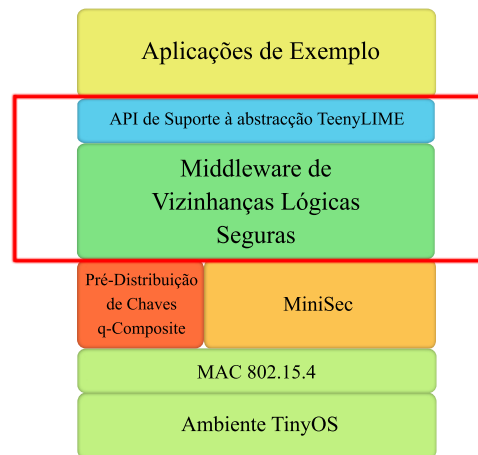 Aplicações de Exemplo
API de Suporte à abstracção TeenyLIME
Middleware de
Vizinhanças Lógicas
Seguras
Pré-Distribuição
de Chaves
q-Composite
MiniSec
MAC 802.15.4
Ambiente TinyOS